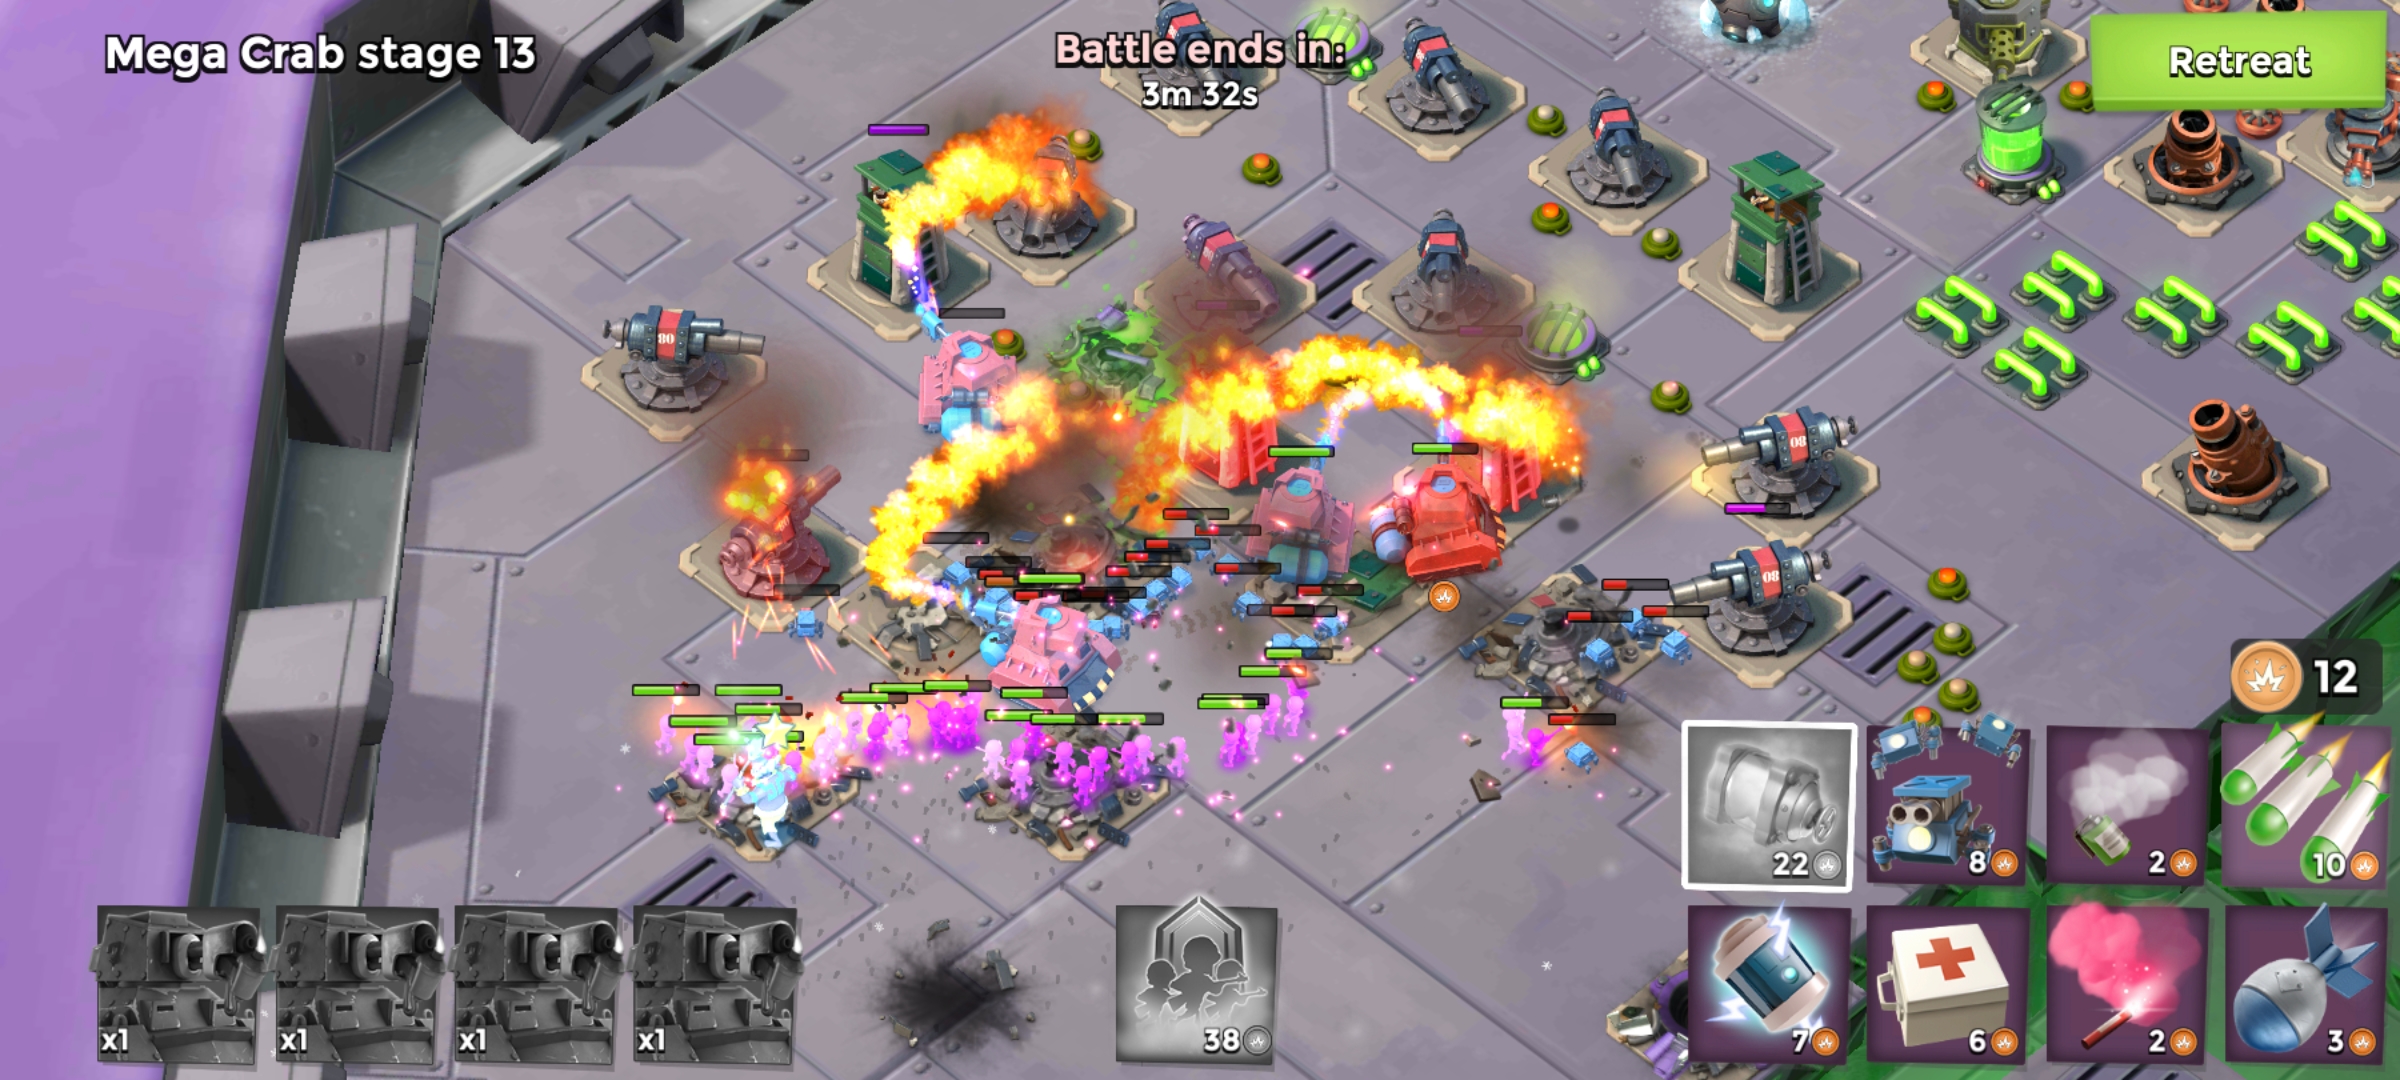 Mega Crab stage 13
Battle ends in:
3m 32s
Retreat
12
22
8
2
10
7
6
2
3
x1
x1
x1
x1
38